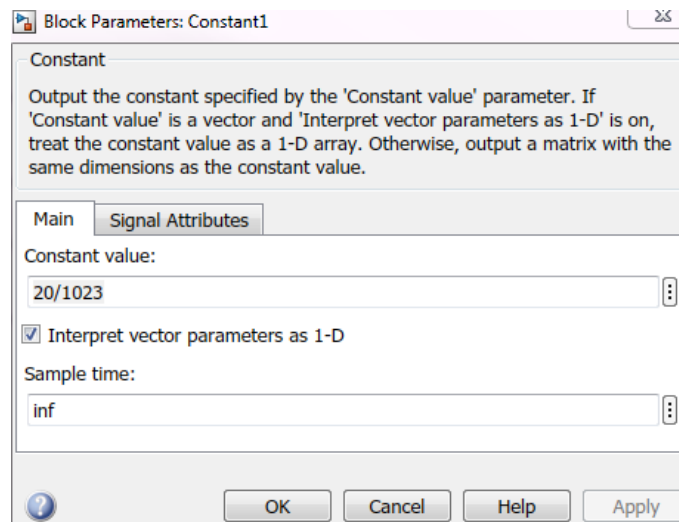 Block Parameters: Constant1
Constant
Output the constant specified by the 'Constant value' parameter. If
'Constant value' is a vector and 'Interpret vector parameters as 1-D' is on,
treat the constant value as a 1-D array. Otherwise, output a matrix with the
same dimensions as the constant value.
Main
Signal Attributes
Constant value:
20/1023
Interpret vector parameters as 1-D
Sample time:
inf
OK
Cancel
Help
Apply